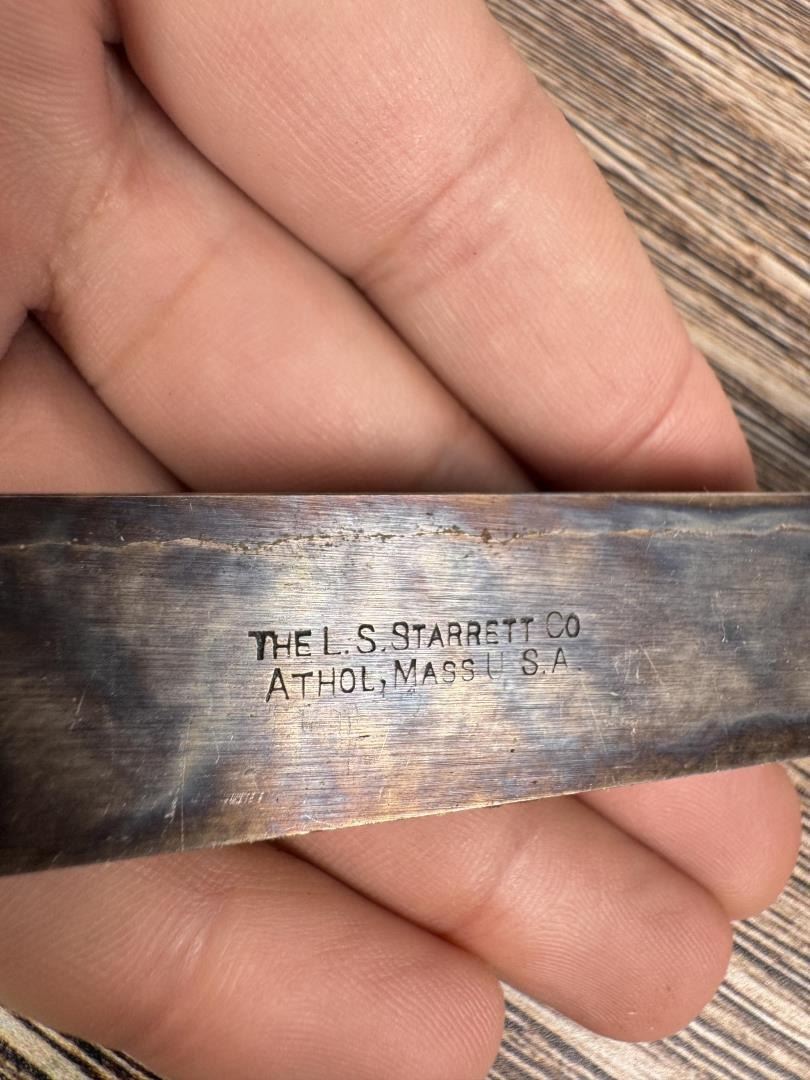 THE L.S. STARRETT CO
ATHOL, MASS U S.A.